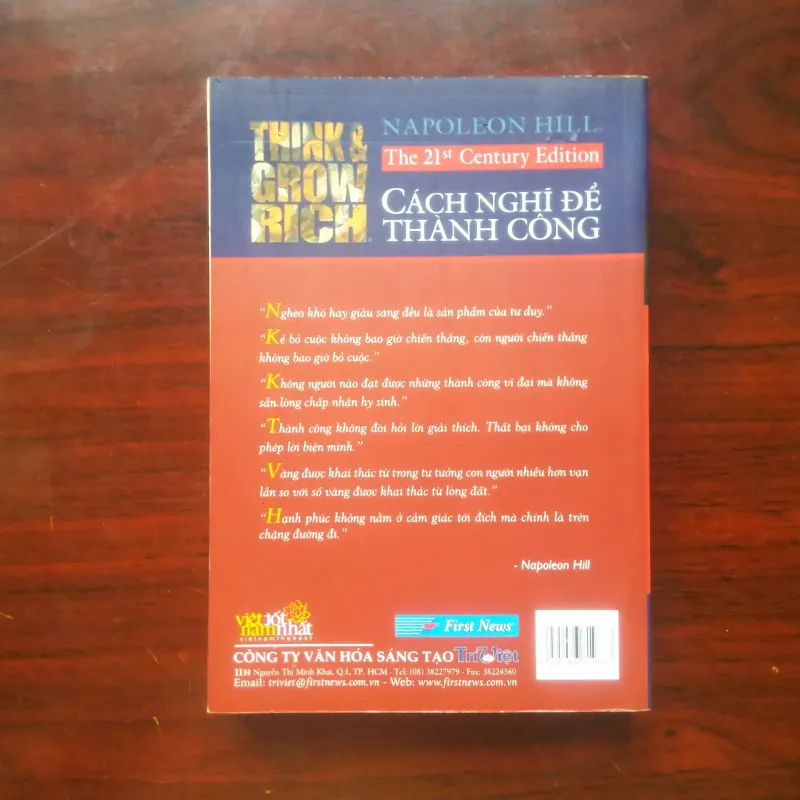 THINK &
GROW
RICH®
NAPOLEON HILL®
The 21st Century Edition
CÁCH NGHĨ ĐỂ
THÀNH CÔNG
“Nghèo khó hay giàu sang đều là sản phẩm của tư duy.”
“Kẻ bỏ cuộc không bao giờ chiến thắng, còn người chiến thắng
không bao giờ bỏ cuộc.”
“Không người nào đạt được những thành công vĩ đại mà không
sẵn lòng chấp nhận hy sinh.”
“Thành công không đòi hỏi lời giải thích. Thất bại không cho
phép lời biện minh.”
“Vàng được khai thác từ trong tư tưởng con người nhiều hơn vạn
lần so với số vàng được khai thác từ lòng đất.”
“Hạnh phúc không nằm ở cảm giác tới đích mà chính là trên
chặng đường đi.”
- Napoleon Hill
việt tốt
nam nhất
vietnamthebest
First News
CÔNG TY VĂN HÓA SÁNG TẠO Trí Việt
11H Nguyễn Thị Minh Khai, Q.1, TP. HCM - Tel: (08) 38227979 - Fax: 38224560
Email: triviet@firstnews.com.vn - Web: www.firstnews.com.vn